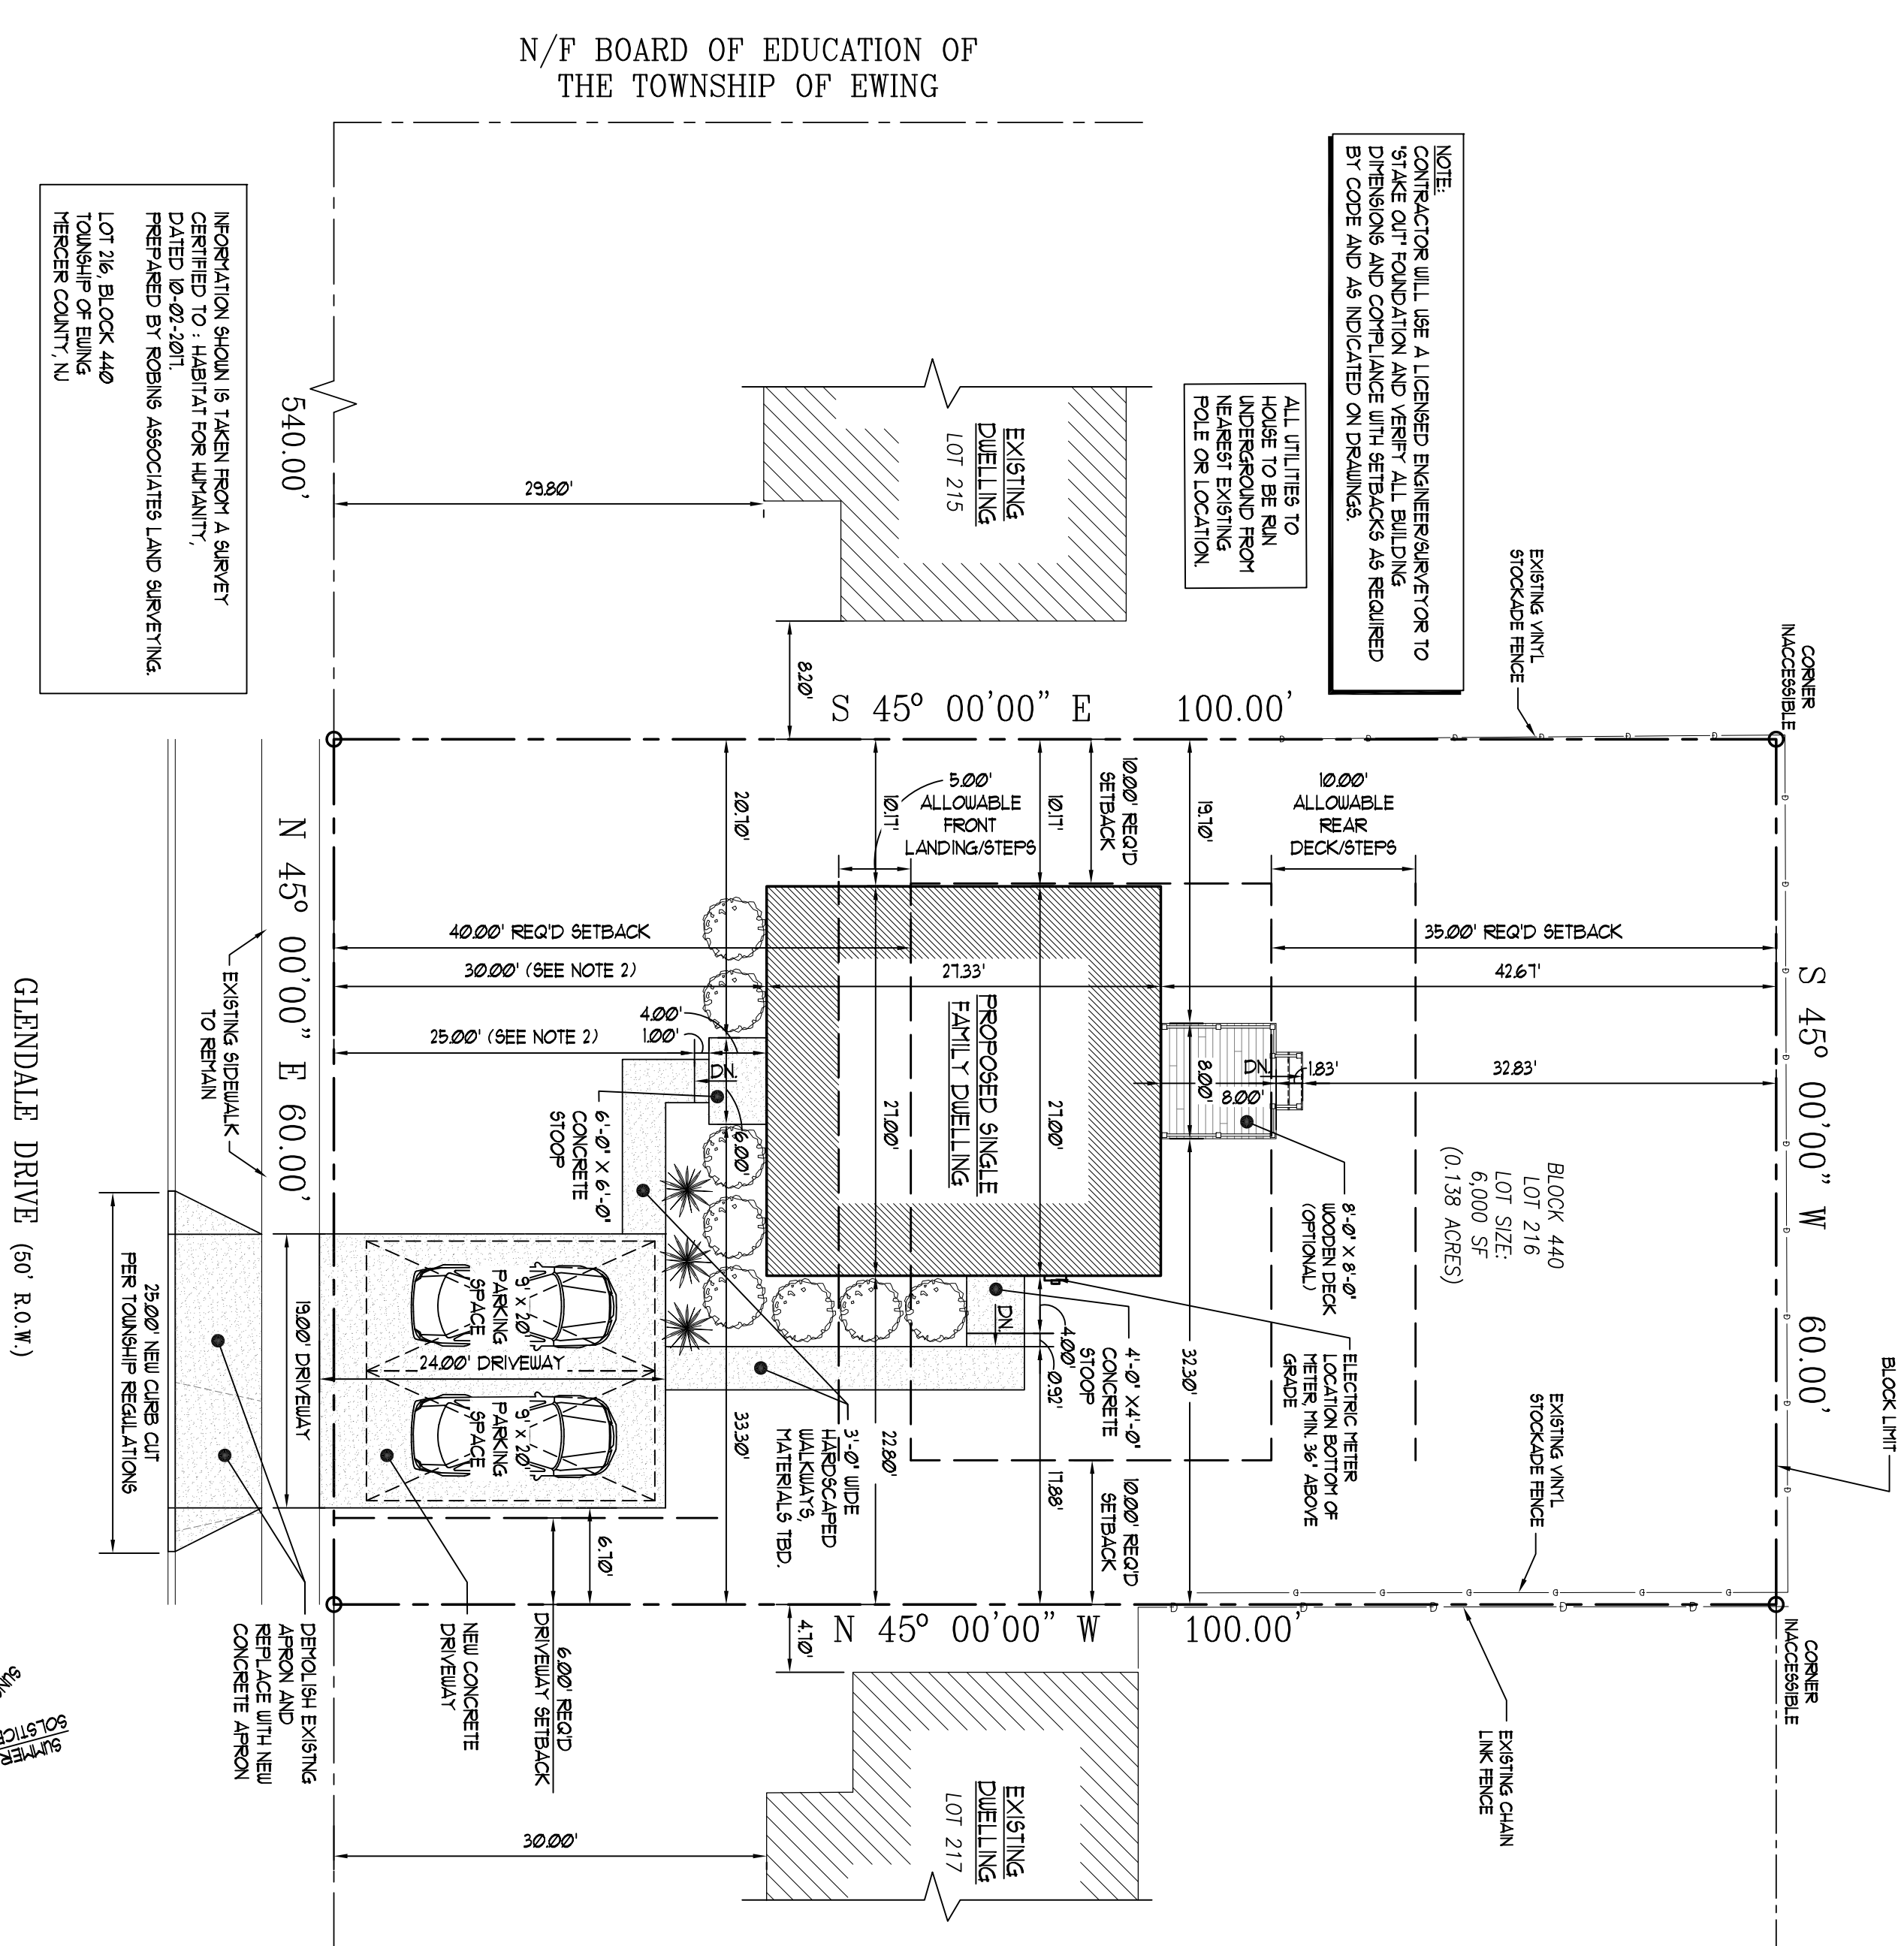 N/F BOARD OF EDUCATION OF
THE TOWNSHIP OF EWING
NOTE:
CONTRACTOR WILL USE A LICENSED ENGINEER/SURVEYOR TO
"STAKE OUT" FOUNDATION AND VERIFY ALL BUILDING
DIMENSIONS AND COMPLIANCE WITH SETBACKS AS REQUIRED
BY CODE AND AS INDICATED ON DRAWINGS.
ALL UTILITIES TO
HOUSE TO BE RUN
UNDERGROUND FROM
NEAREST EXISTING
POLE OR LOCATION.
INFORMATION SHOWN IS TAKEN FROM A SURVEY
CERTIFIED TO : HABITAT FOR HUMANITY,
DATED 10-02-2017.
PREPARED BY ROBINS ASSOCIATES LAND SURVEYING.
LOT 216, BLOCK 440
TOWNSHIP OF EWING
MERCER COUNTY, NJ
540.00'
29.80'
EXISTING
DWELLING
LOT 215
8.20'
EXISTING VINYL
STOCKADE FENCE
CORNER
INACCESSIBLE
S 45° 00'00" E 100.00'
20.70'
10.17'
5.00'
ALLOWABLE
FRONT
LANDING/STEPS
10.17'
10.00' REQ'D
SETBACK
19.70'
10.00'
ALLOWABLE
REAR
DECK/STEPS
40.00' REQ'D SETBACK
35.00' REQ'D SETBACK
30.00' (SEE NOTE 2)
27.33'
42.67'
4.00'
1.00'
25.00' (SEE NOTE 2)
DN.
6.00'
6'-0" X 6'-0"
CONCRETE
STOOP
PROPOSED SINGLE
FAMILY DWELLING
27.00'
27.00'
8.00'
8.00'
DN.
1.83'
32.83'
BLOCK 440
LOT 216
LOT SIZE:
6,000 SF
(0.138 ACRES)
8'-0" X 8'-0"
WOODEN DECK
(OPTIONAL)
S 45° 00'00" W 60.00'
BLOCK LIMIT
N 45° 00'00" E 60.00'
EXISTING SIDEWALK
TO REMAIN
GLENDALE DRIVE (50' R.O.W.)
25.00' NEW CURB CUT
PER TOWNSHIP REGULATIONS
19.00' DRIVEWAY
9' x 20'
PARKING
SPACE
24.00' DRIVEWAY
9' x 20'
PARKING
SPACE
DN.
4.00'
0.92'
4'-0" X4'-0"
CONCRETE
STOOP
ELECTRIC METER
LOCATION BOTTOM OF
METER, MIN. 36" ABOVE
GRADE
3'-0" WIDE
HARDSCAPED
WALKWAYS,
MATERIALS TBD.
33.30'
22.80'
17.88'
32.30'
10.00' REQ'D
SETBACK
EXISTING VINYL
STOCKADE FENCE
6.70'
N 45° 00'00" W 100.00'
4.70'
CORNER
INACCESSIBLE
EXISTING CHAIN
LINK FENCE
6.00' REQ'D
DRIVEWAY SETBACK
NEW CONCRETE
DRIVEWAY
DEMOLISH EXISTNG
APRON AND
REPLACE WITH NEW
CONCRETE APRON
EXISTING
DWELLING
LOT 217
30.00'
SUMMER